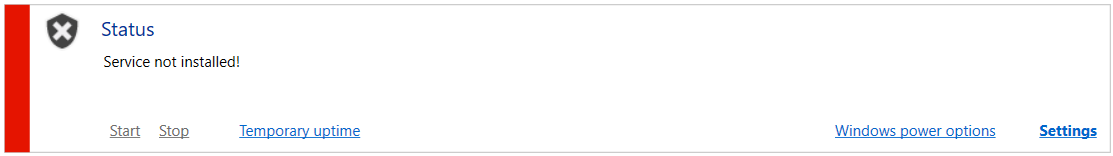 Status
Service not installed!
Start Stop Temporary uptime Windows power options Settings